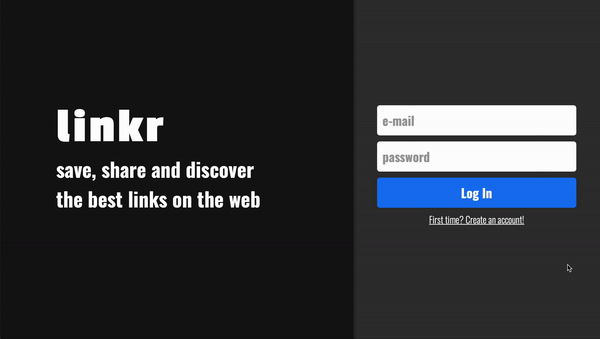 linkr
save, share and discover
the best links on the web
e-mail
password
Log In
First time? Create an account!